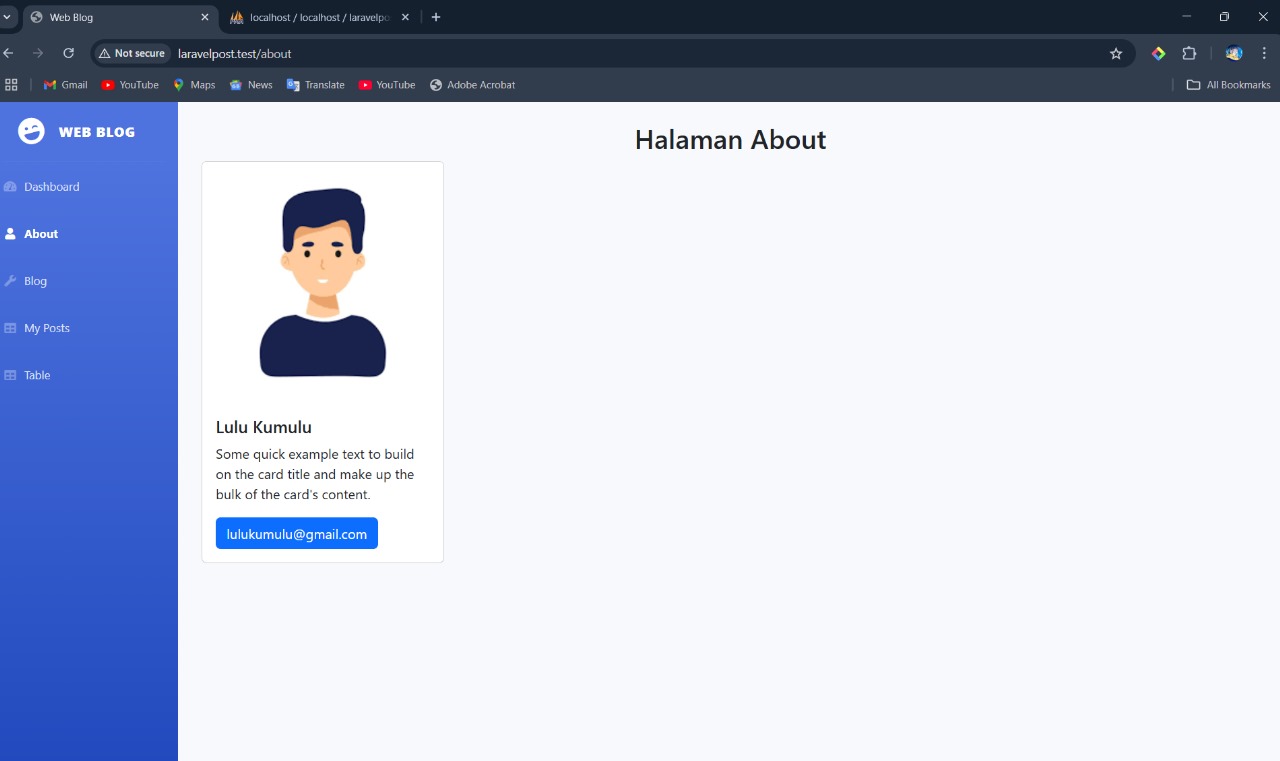 Web Blog
localhost / localhost / laravelpo
Not secure
laravelpost.test/about
Gmail
YouTube
Maps
News
Translate
YouTube
Adobe Acrobat
All Bookmarks
WEB BLOG
Dashboard
About
Blog
My Posts
Table
Halaman About
Lulu Kumulu
Some quick example text to build
on the card title and make up the
bulk of the card's content.
lulukumulu@gmail.com